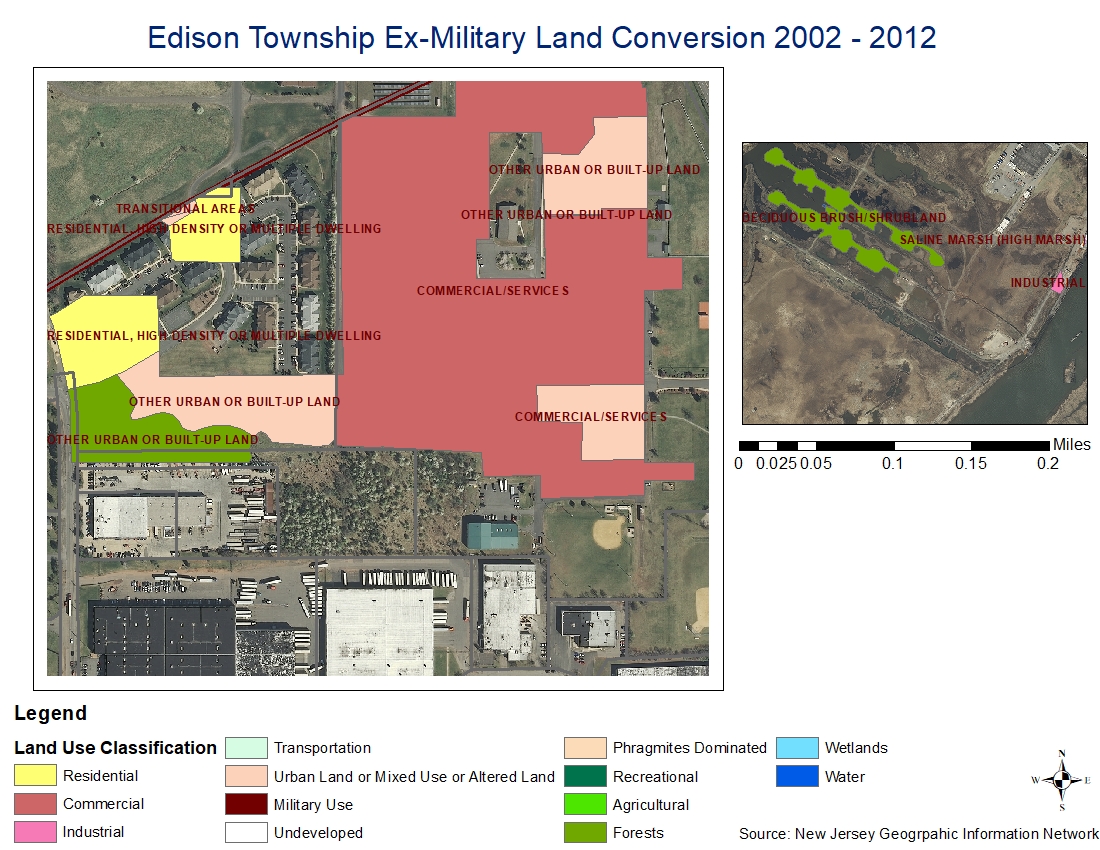 Edison Township Ex-Military Land Conversion 2002 - 2012
OTHER URBAN OR BUILT-UP LAND
TRANSITIONAL AREAS
OTHER URBAN OR BUILT-UP LAND
RESIDENTIAL, HIGH DENSITY OR MULTIPLE DWELLING
COMMERCIAL/SERVICES
RESIDENTIAL, HIGH DENSITY OR MULTIPLE DWELLING
OTHER URBAN OR BUILT-UP LAND
COMMERCIAL/SERVICES
OTHER URBAN OR BUILT-UP LAND
DECIDUOUS BRUSH/SHRUBLAND
SALINE MARSH (HIGH MARSH)
INDUSTRIAL
Miles
0 0.025 0.05 0.1 0.15 0.2
Legend
Land Use Classification
Residential
Commercial
Industrial
Transportation
Urban Land or Mixed Use or Altered Land
Military Use
Undeveloped
Phragmites Dominated
Recreational
Agricultural
Forests
Wetlands
Water
N
W E
S
Source: New Jersey Geogrpahic Information Network